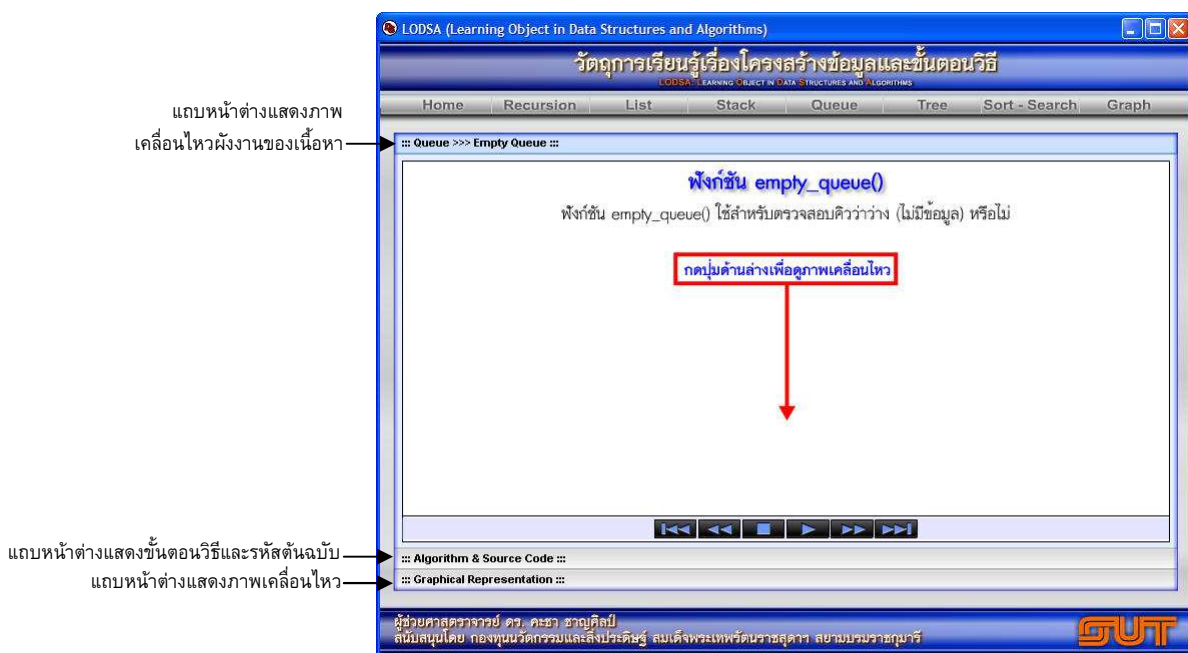 LODSA (Learning Object in Data Structures and Algorithms)
วัตถุการเรียนรู้เรื่องโครงสร้างข้อมูลและขั้นตอนวิธี
LODSA: LEARNING OBJECT IN DATA STRUCTURES AND ALGORITHMS
Home Recursion List Stack Queue Tree Sort - Search Graph
แถบหน้าต่างแสดงภาพ
เคลื่อนไหวผังงานของเนื้อหา
::: Queue >>> Empty Queue :::
ฟังก์ชัน empty_queue()
ฟังก์ชัน empty_queue() ใช้สำหรับตรวจสอบคิวว่าว่าง (ไม่มีข้อมูล) หรือไม่
กดปุ่มด้านล่างเพื่อดูภาพเคลื่อนไหว
แถบหน้าต่างแสดงขั้นตอนวิธีและรหัสต้นฉบับ
::: Algorithm & Source Code :::
แถบหน้าต่างแสดงภาพเคลื่อนไหว
::: Graphical Representation :::
ผู้ช่วยศาสตราจารย์ ดร. คะชา ชาญศิลป์
สนับสนุนโดย กองทุนนวัตกรรมและสิ่งประดิษฐ์ สมเด็จพระเทพรัตนราชสุดาฯ สยามบรมราชกุมารี
SUT